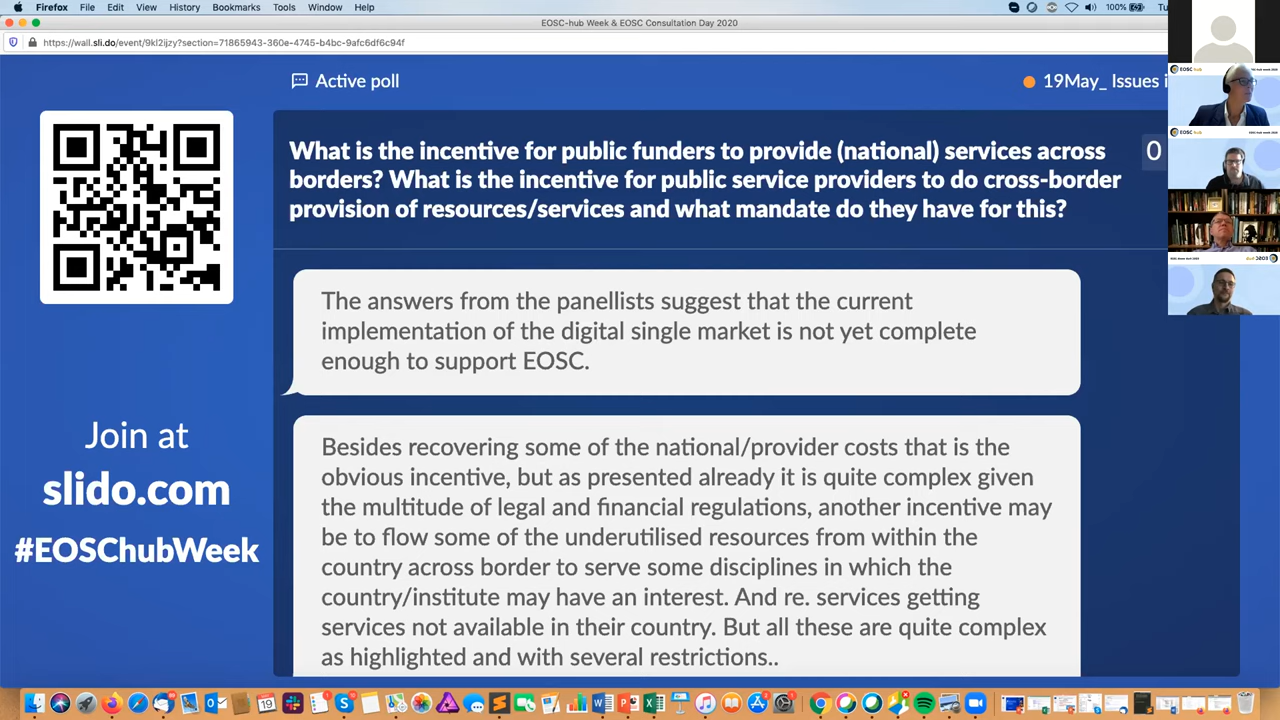 Firefox File Edit View History Bookmarks Tools Window Help 100% Tu
EOSC-hub Week & EOSC Consultation Day 2020
https://wall.sli.do/event/9kl2ijzy?section=71865943-360e-4745-b4bc-9afc6df6c94f
Active poll
19May_ Issues i
What is the incentive for public funders to provide (national) services across
borders? What is the incentive for public service providers to do cross-border
provision of resources/services and what mandate do they have for this?
0
The answers from the panellists suggest that the current
implementation of the digital single market is not yet complete
enough to support EOSC.
Besides recovering some of the national/provider costs that is the
obvious incentive, but as presented already it is quite complex given
the multitude of legal and financial regulations, another incentive may
be to flow some of the underutilised resources from within the
country across border to serve some disciplines in which the
country/institute may have an interest. And re. services getting
services not available in their country. But all these are quite complex
as highlighted and with several restrictions..
Join at
slido.com
#EOSChubWeek